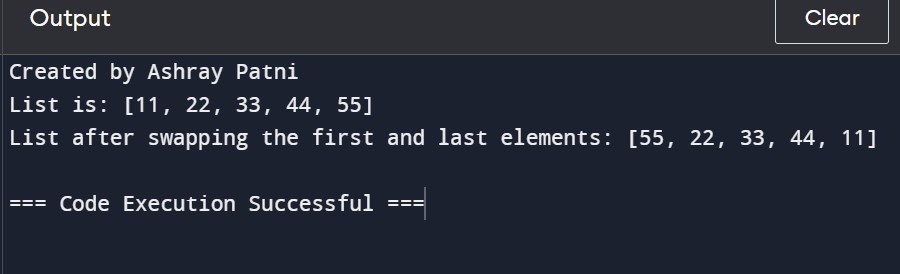 Output
Clear
Created by Ashray Patni
List is: [11, 22, 33, 44, 55]
List after swapping the first and last elements: [55, 22, 33, 44, 11]
=== Code Execution Successful ===